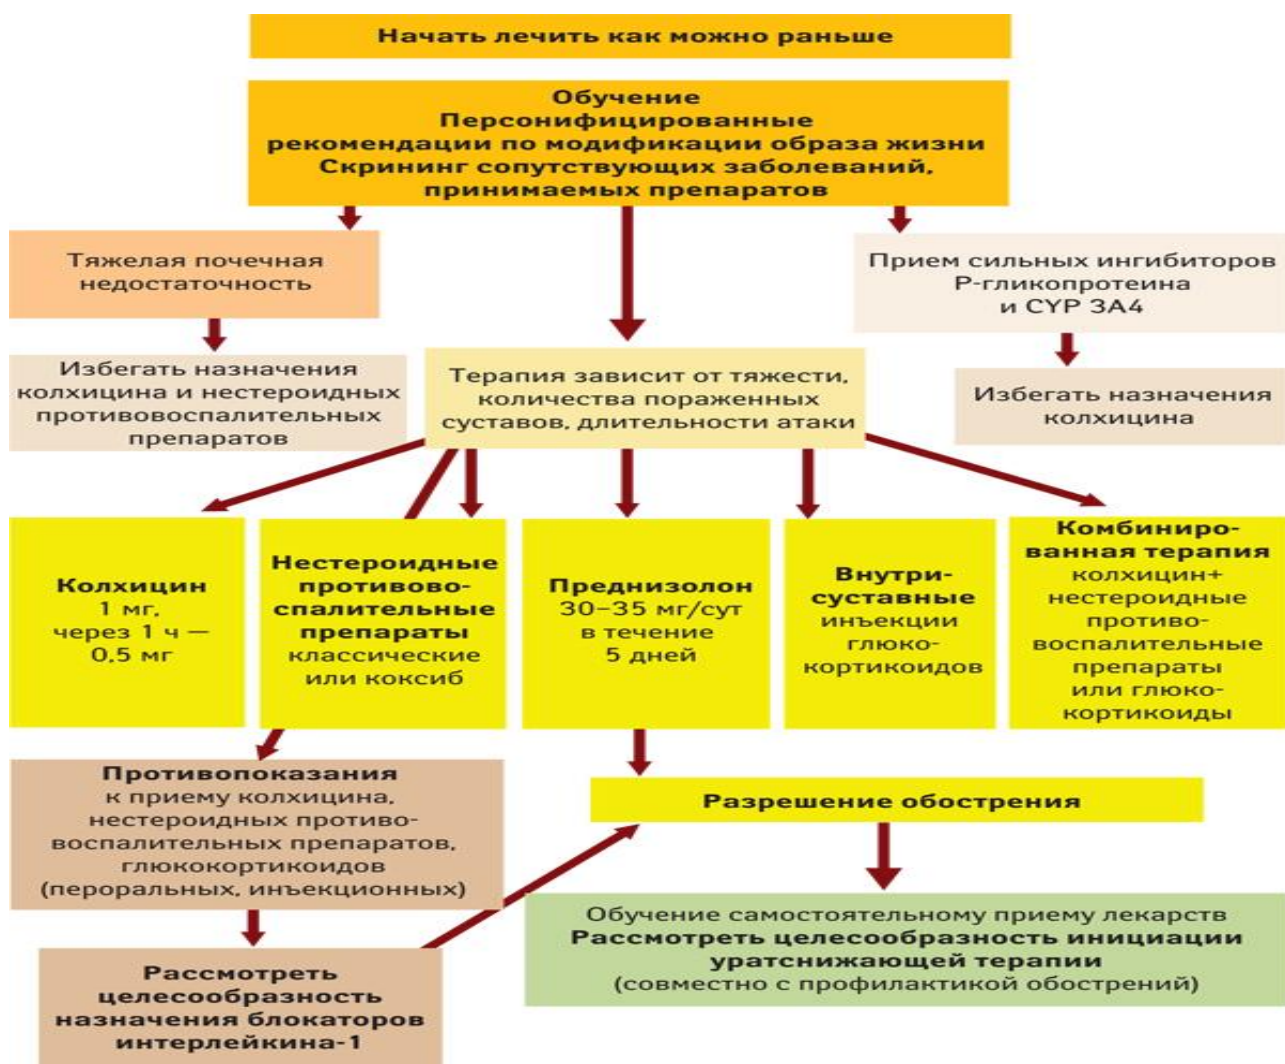 Начать лечить как можно раньше
Обучение
Персонифицированные
рекомендации по модификации образа жизни
Скрининг сопутствующих заболеваний,
принимаемых препаратов
Тяжелая почечная
недостаточность
Прием сильных ингибиторов
Р-гликопротеина
и CYP 3A4
Избегать назначения
колхицина и нестероидных
противовоспалительных
препаратов
Терапия зависит от тяжести,
количества пораженных
суставов, длительности атаки
Избегать назначения
колхицина
Колхицин
1 мг,
через 1 ч —
0,5 мг
Нестероидные
противово-
спалительные
препараты
классические
или коксиб
Преднизолон
30–35 мг/сут
в течение
5 дней
Внутри-
суставные
инъекции
глюко-
кортикоидов
Комбиниро-
ванная терапия
колхицин+
нестероидные
противо-
воспалительные
препараты
или глюко-
кортикоиды
Противопоказания
к приему колхицина,
нестероидных противо-
воспалительных препаратов,
глюкокортикоидов
(пероральных, инъекционных)
Разрешение обострения
Рассмотреть
целесообразность
назначения блокаторов
интерлейкина-1
Обучение самостоятельному приему лекарств
Рассмотреть целесообразность инициации
уратснижающей терапии
(совместно с профилактикой обострений)